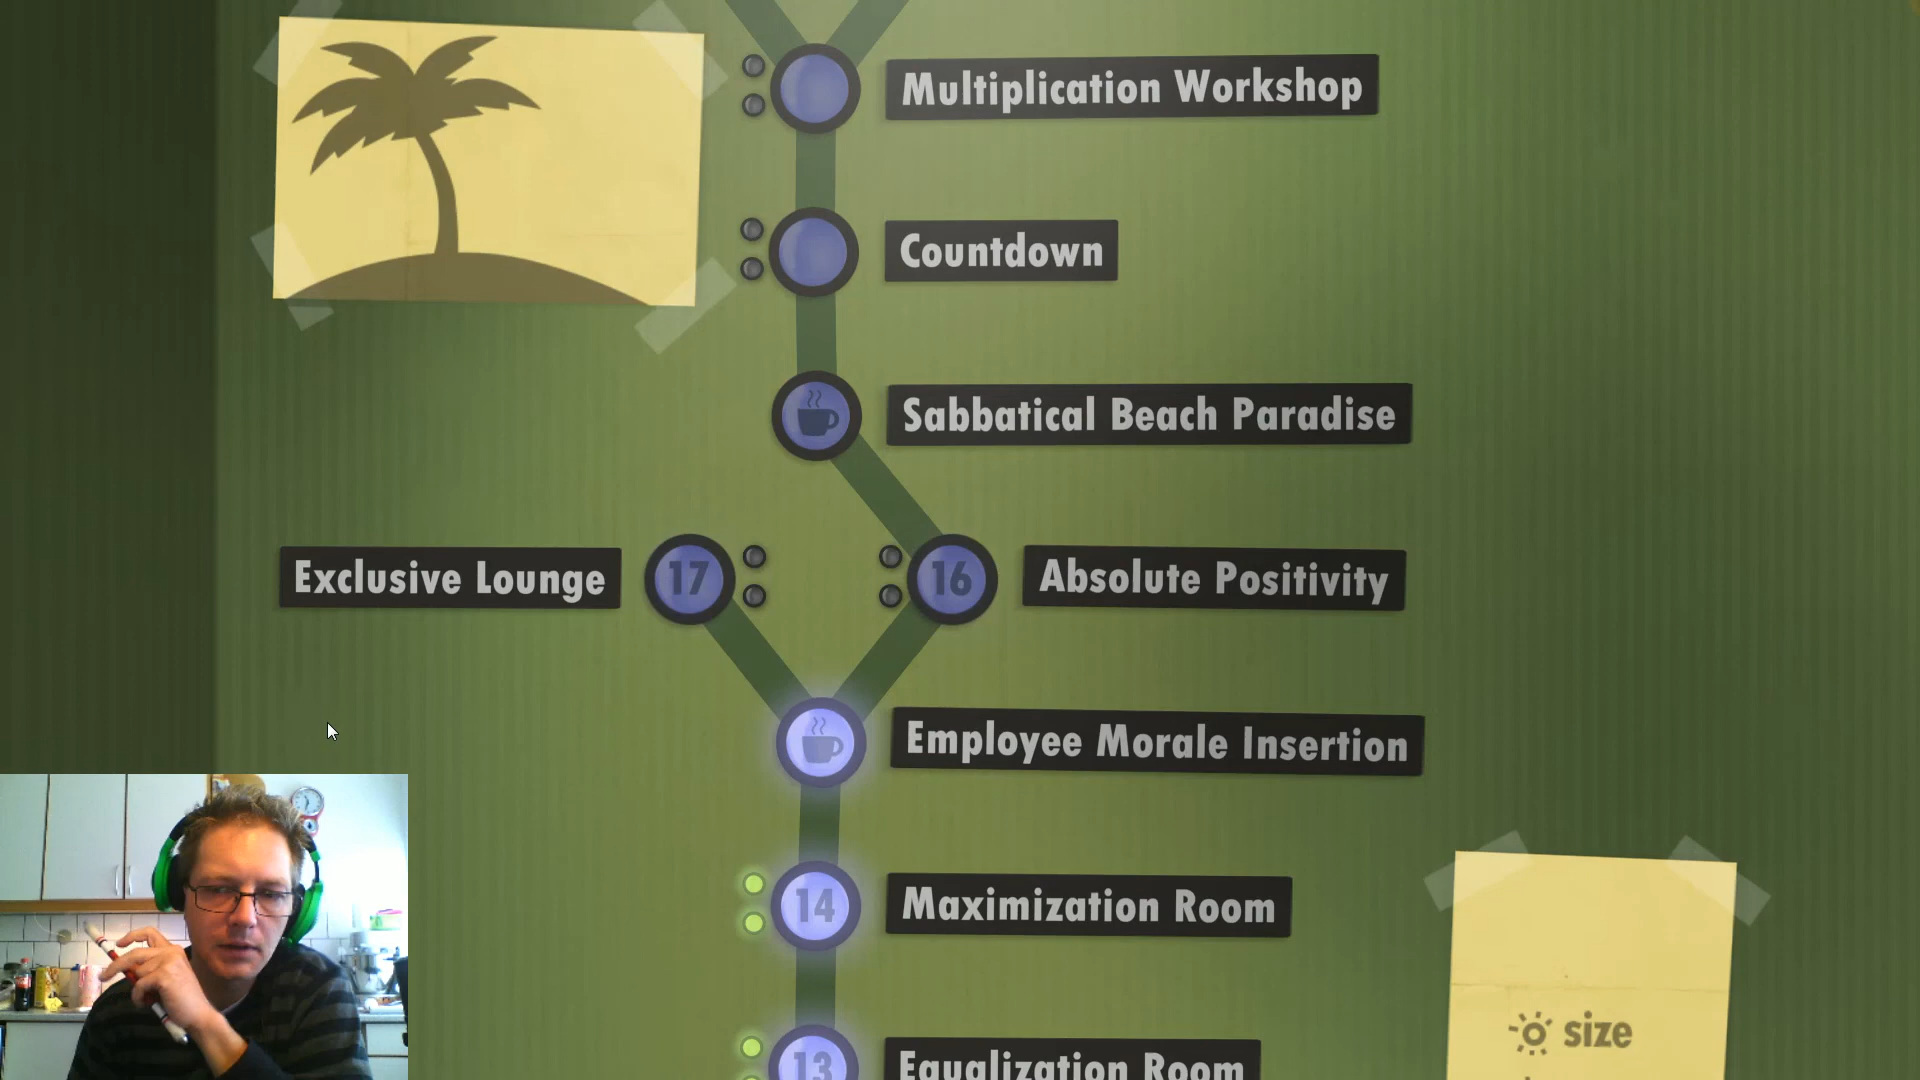 Multiplication Workshop
Countdown
Sabbatical Beach Paradise
Exclusive Lounge
17
16
Absolute Positivity
Employee Morale Insertion
14
Maximization Room
13
Equalization Room
size